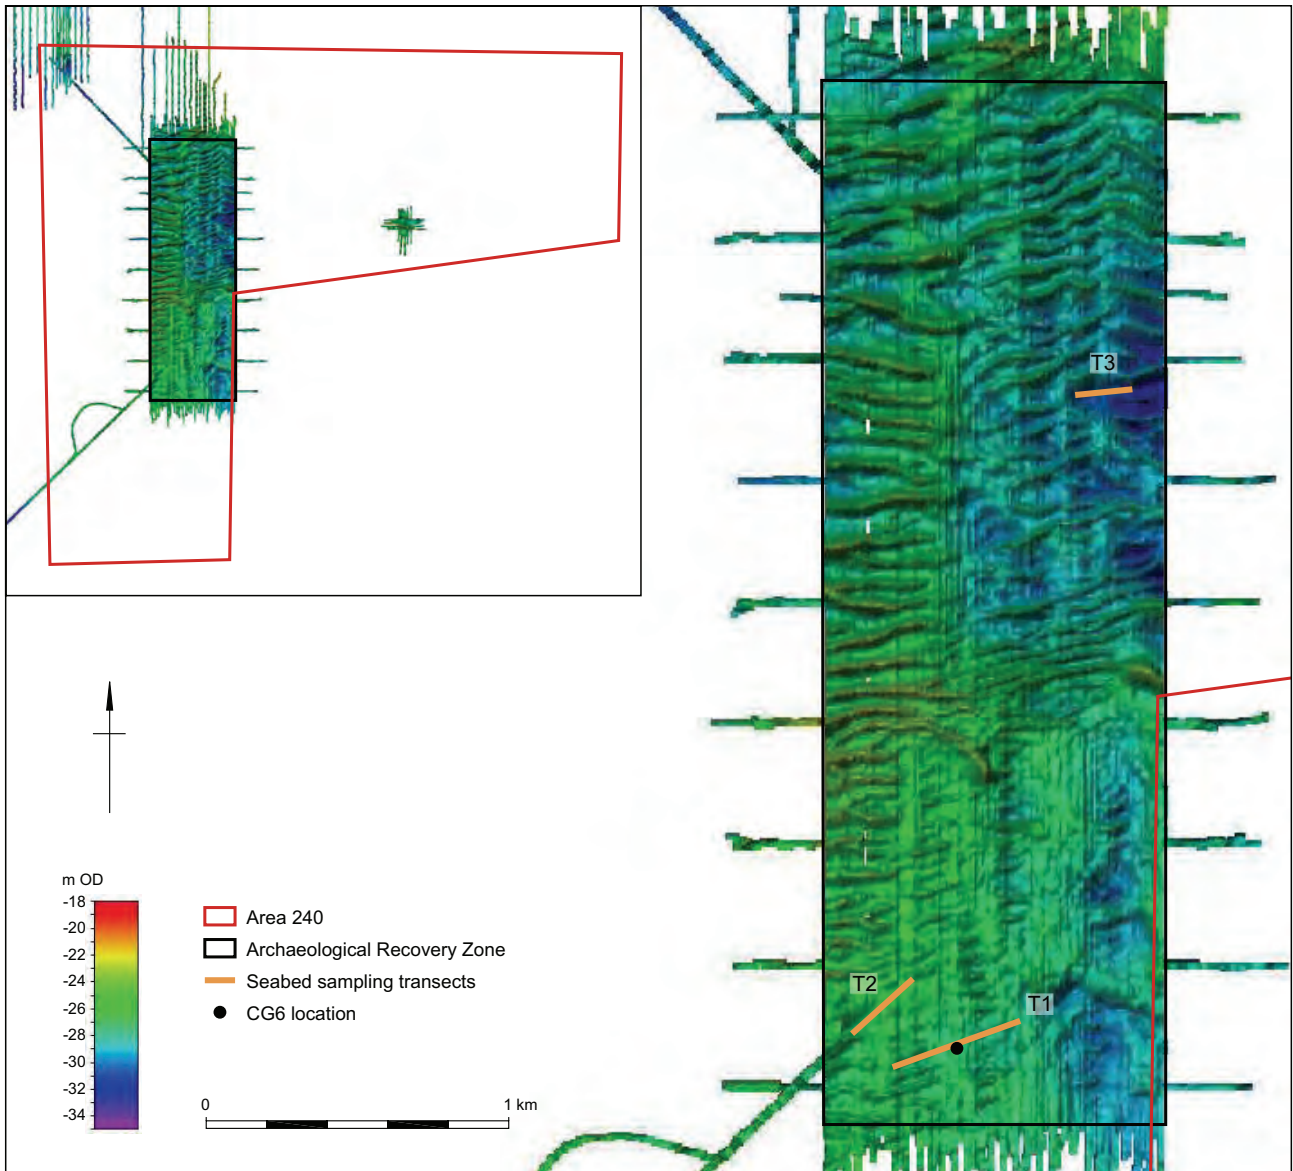 T3
T2
T1
m OD
-18
-20
-22
-24
-26
-28
-30
-32
-34
Area 240
Archaeological Recovery Zone
Seabed sampling transects
CG6 location
0 1 km